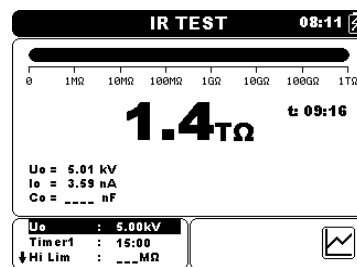 IR TEST 08:11
0 1MΩ 10MΩ 100MΩ 1GΩ 10GΩ 100GΩ 1TΩ
1.4TΩ
t: 09:16
Uo = 5.01 kV
Io = 3.59 nA
Co = ____ nF
Uo : 5.00kV
Timer1 : 15:00
Hi Lim : ___MΩ